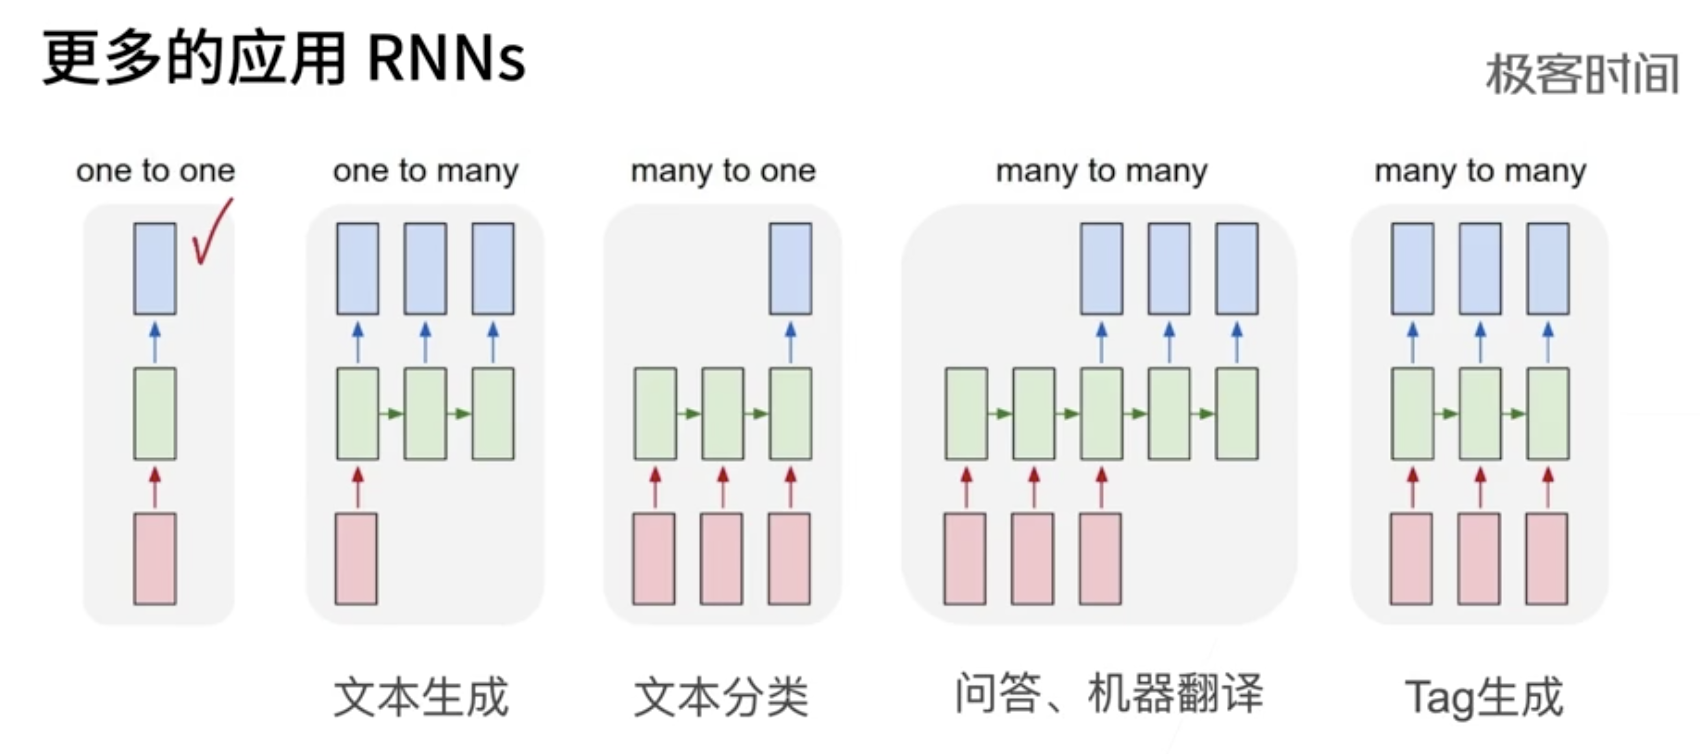 更多的应用 RNNs
极客时间
one to one
one to many
many to one
many to many
many to many
文本生成
文本分类
问答、机器翻译
Tag生成